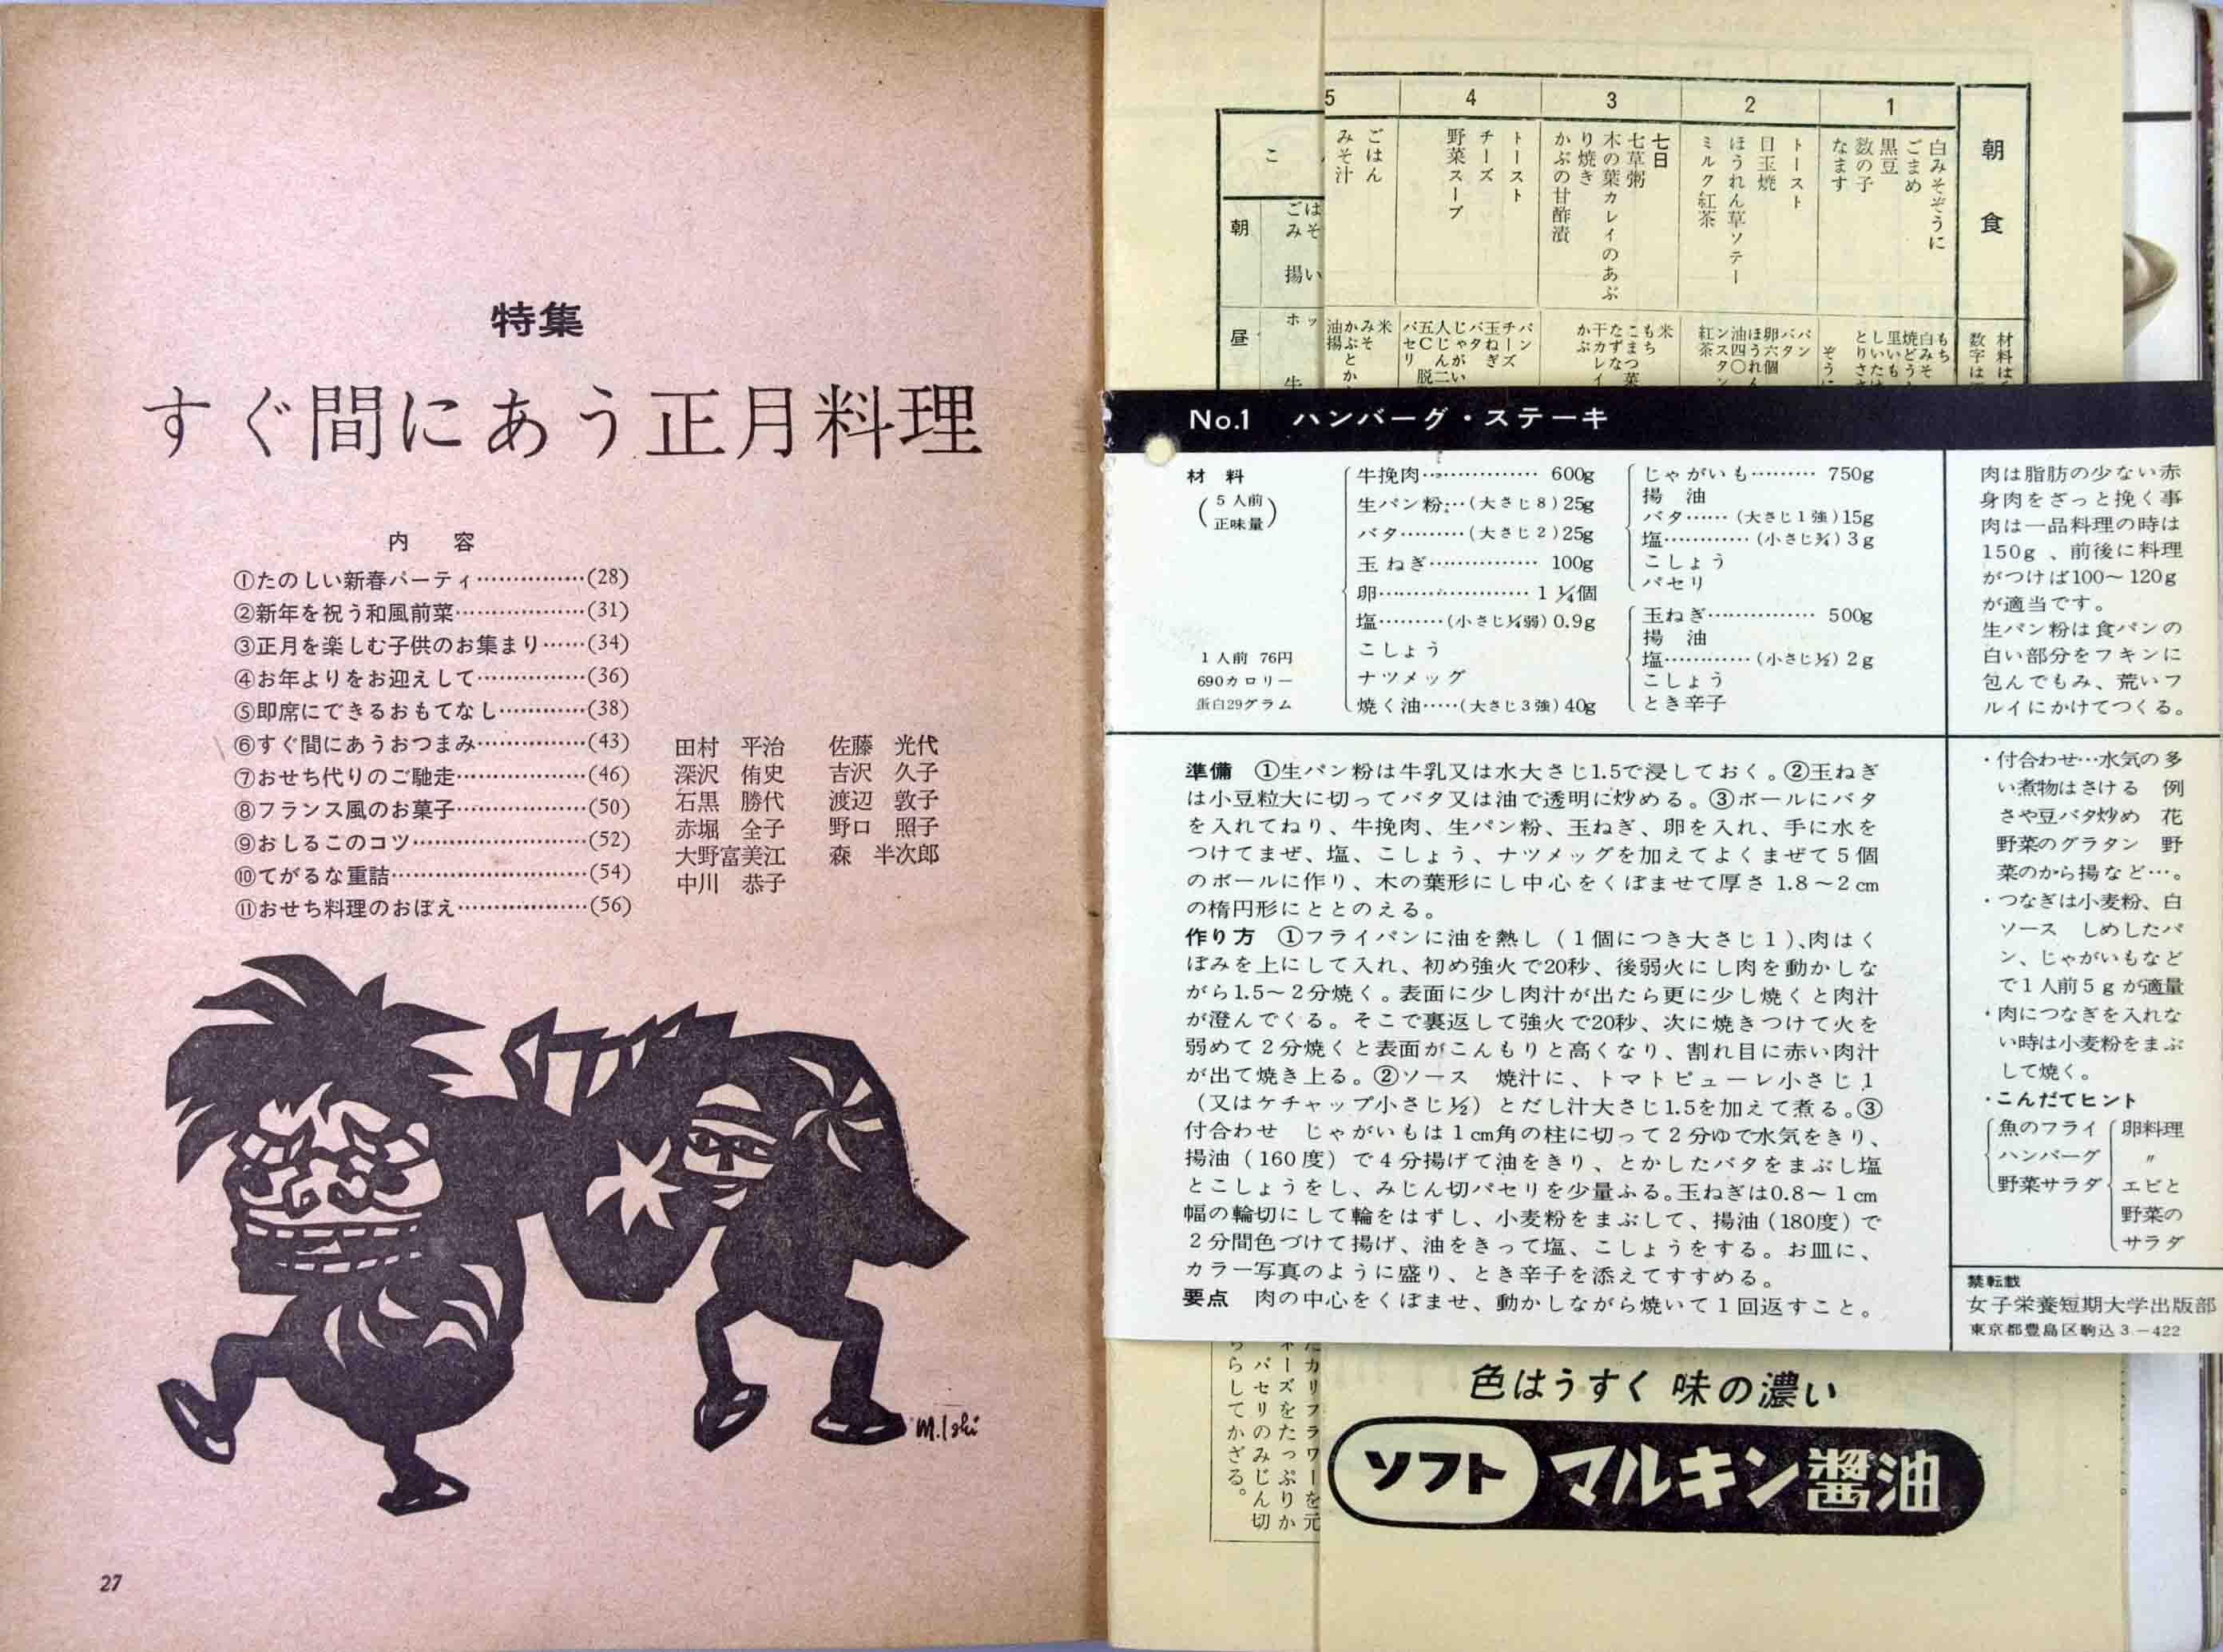 特集
すぐ間にあう正月料理
内　容
①たのしい新春パーティ……………(28)
②新年を祝う和風前菜………………(31)
③正月を楽しむ子供のお集まり……(34)
④お年よりをお迎えして……………(36)
⑤即席にできるおもてなし…………(38)
⑥すぐ間にあうおつまみ……………(43)
⑦おせち代りのご馳走………………(46)
⑧フランス風のお菓子………………(50)
⑨おしるこのコツ……………………(52)
⑩てがるな重詰………………………(54)
⑪おせち料理のおぼえ………………(56)
田村　平治　佐藤　光代
深沢　侑史　吉沢　久子
石黒　勝代　渡辺　敦子
赤堀　全子　野口　照子
大野富美江　森　半次郎
中川　恭子
M.Ishi
27
朝食
1
白みそぞうに
ごまめ
黒豆
数の子
なます
2
トースト
目玉焼
ほうれん草ソテー
ミルク紅茶
3
七日
七草粥
木の葉カレイのあぶ
り焼き
かぶの甘酢漬
4
トースト
チーズ
野菜スープ
5
ごはん
みそ汁
こ
朝
昼
No.1　ハンバーグ・ステーキ
材　料
(5人前
正味量)
1人前 76円
690カロリー
蛋白29グラム
牛挽肉……………… 600g
生パン粉…(大さじ8)25g
バタ………(大さじ2)25g
玉ねぎ…………… 100g
卵………………… 1¼個
塩………(小さじ¼弱)0.9g
こしょう
ナツメッグ
焼く油……(大さじ3強)40g
じゃがいも……… 750g
揚　油
バタ……(大さじ1強)15g
塩…………(小さじ¾)3g
こしょう
パセリ
玉ねぎ…………… 500g
揚　油
塩…………(小さじ½)2g
こしょう
とき辛子
肉は脂肪の少ない赤
身肉をざっと挽く事
肉は一品料理の時は
150g、前後に料理
がつけば100～120g
が適当です。
生パン粉は食パンの
白い部分をフキンに
包んでもみ、荒いフ
ルイにかけてつくる。
準備　①生パン粉は牛乳又は水大さじ1.5で浸しておく。②玉ねぎ
は小豆粒大に切ってバタ又は油で透明に炒める。③ボールにバタ
を入れてねり、牛挽肉、生パン粉、玉ねぎ、卵を入れ、手に水を
つけてまぜ、塩、こしょう、ナツメッグを加えてよくまぜて5個
のボールに作り、木の葉形にし中心をくぼませて厚さ1.8～2cm
の楕円形にととのえる。
作り方　①フライパンに油を熱し（1個につき大さじ1)、肉はく
ぼみを上にして入れ、初め強火で20秒、後弱火にし肉を動かしな
がら1.5～2分焼く。表面に少し肉汁が出たら更に少し焼くと肉汁
が澄んでくる。そこで裏返して強火で20秒、次に焼きつけて火を
弱めて2分焼くと表面がこんもりと高くなり、割れ目に赤い肉汁
が出て焼き上る。②ソース　焼汁に、トマトピューレ小さじ1
（又はケチャップ小さじ½）とだし汁大さじ1.5を加えて煮る。③
付合わせ　じゃがいもは1cm角の柱に切って2分ゆで水気をきり、
揚油（160度）で4分揚げて油をきり、とかしたバタをまぶし塩
とこしょうをし、みじん切パセリを少量ふる。玉ねぎは0.8～1cm
幅の輪切にして輪をはずし、小麦粉をまぶして、揚油（180度）で
2分間色づけて揚げ、油をきって塩、こしょうをする。お皿に、
カラー写真のように盛り、とき辛子を添えてすすめる。
要点　肉の中心をくぼませ、動かしながら焼いて1回返すこと。
・付合わせ…水気の多
い煮物はさける　例
さや豆バタ炒め　花
野菜のグラタン　野
菜のから揚など…。
・つなぎは小麦粉、白
ソース　しめしたパ
ン、じゃがいもなど
で1人前5gが適量
・肉につなぎを入れな
い時は小麦粉をまぶ
して焼く。
・こんだてヒント
魚のフライ
ハンバーグ
野菜サラダ
卵料理
〃
エビと
野菜の
サラダ
禁転載
女子栄養短期大学出版部
東京都豊島区駒込3－422
ーズをたっぷりか
パセリのみじん切
らしてかざる。
色はうすく 味の濃い
ソフト マルキン醬油